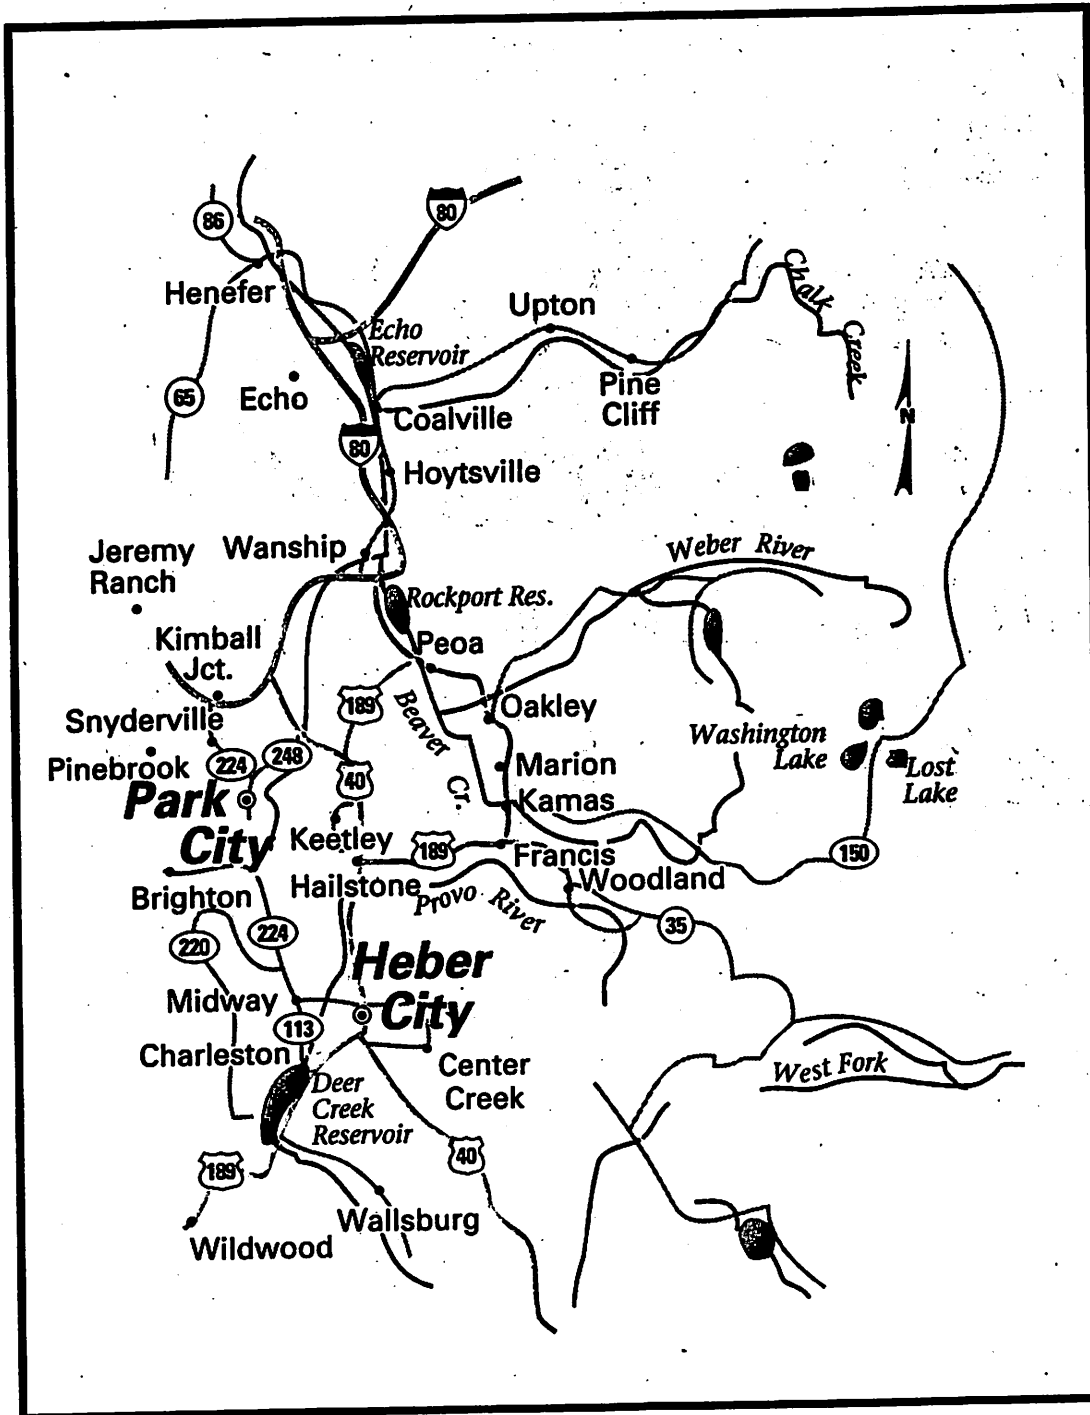 86
80
Henefer
Upton
Chalk
Creek
Echo
Reservoir
65
Echo
Pine
Cliff
Coalville
N
80
Hoytsville
Jeremy
Ranch
Wanship
Weber River
Rockport Res.
Kimball
Jct.
Peoa
189
Beaver
Cr.
Oakley
Snyderville
Washington
Lake
Pinebrook
224
248
40
Marion
Lost
Lake
Park
City
Kamas
Keetley
189
Francis
150
Brighton
Hailstone
Woodland
Provo River
220
224
35
Heber
City
Midway
113
Charleston
Center
Creek
West Fork
Deer
Creek
Reservoir
189
40
Wallsburg
Wildwood